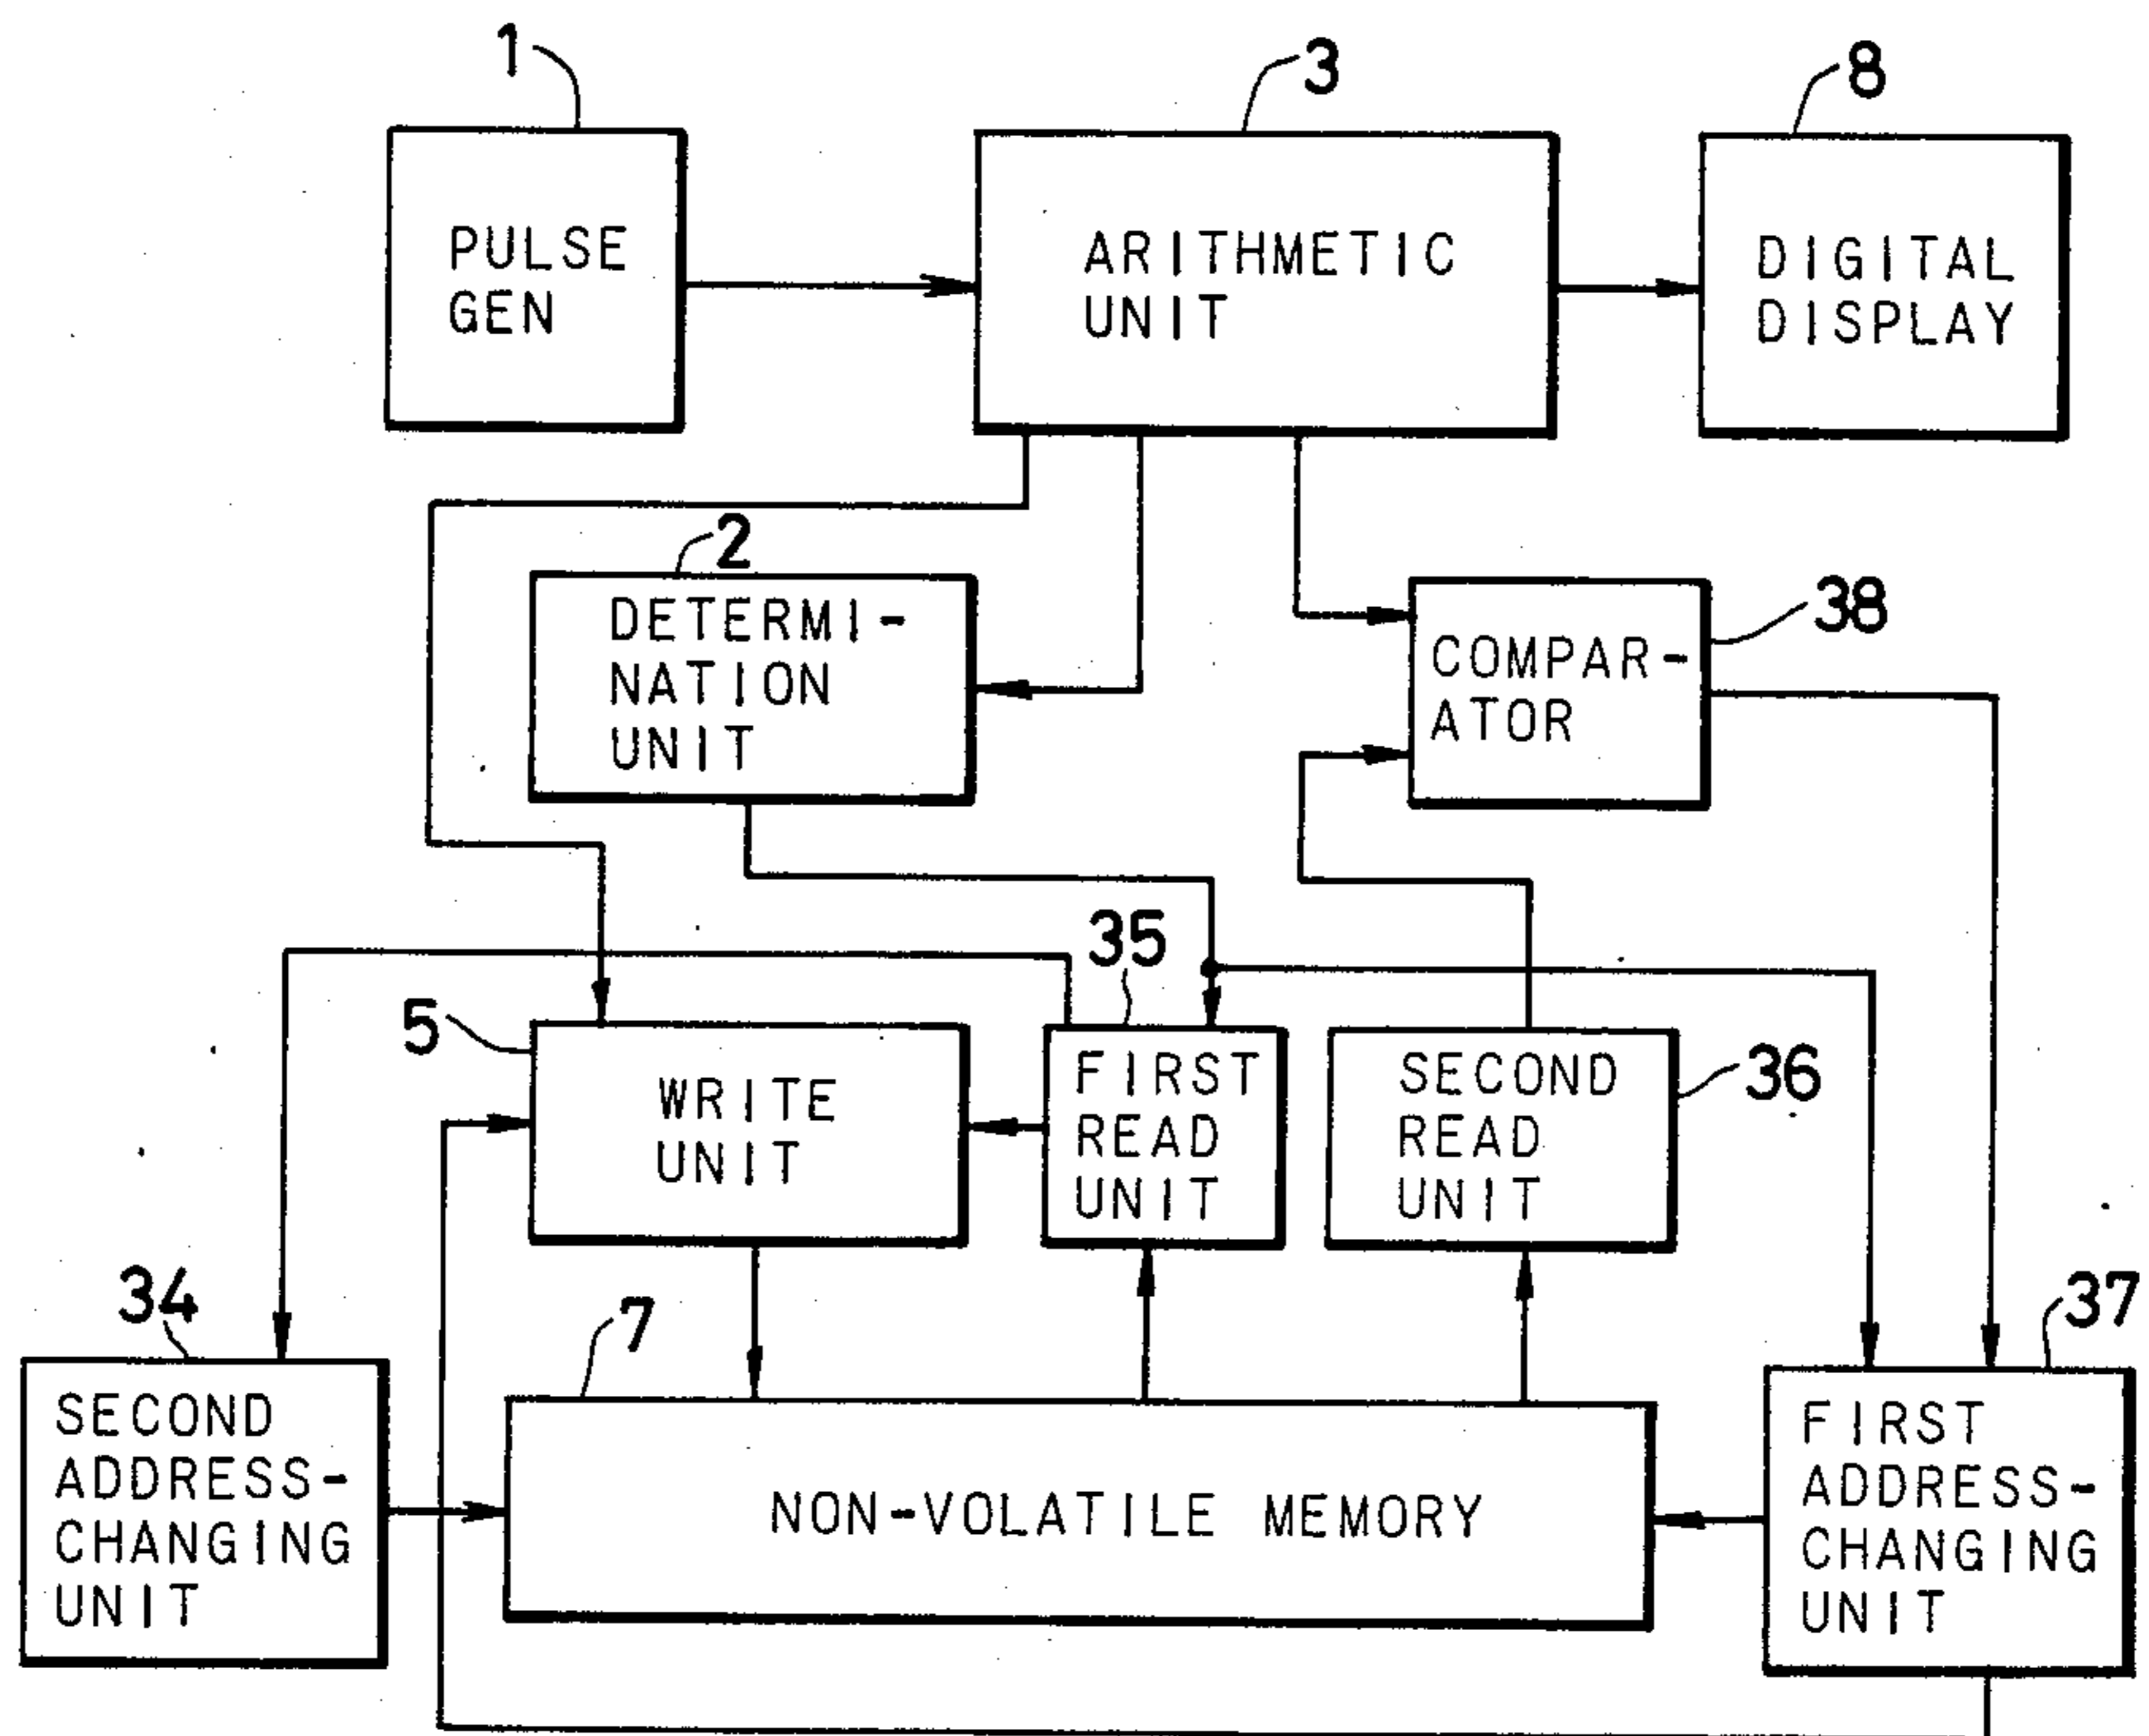 1
3
8
PULSE
GEN
ARITHMETIC
UNIT
DIGITAL
DISPLAY
2
DETERMI-
NATION
UNIT
38
COMPAR-
ATOR
35
5
WRITE
UNIT
FIRST
READ
UNIT
SECOND
READ
UNIT
36
34
7
37
SECOND
ADDRESS-
CHANGING
UNIT
NON-VOLATILE MEMORY
FIRST
ADDRESS-
CHANGING
UNIT